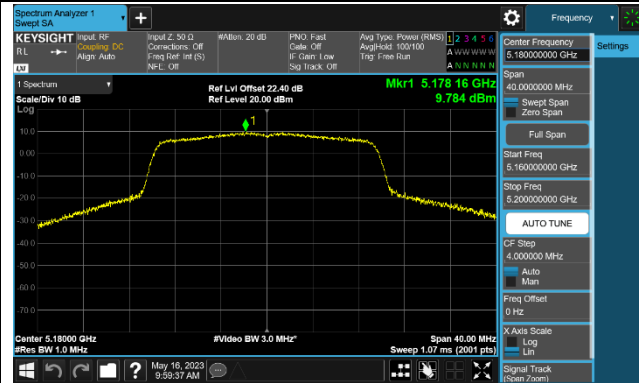 Spectrum Analyzer 1
Swept SA
Frequency
KEYSIGHT
Input: RF
Input Z: 50 Ω
#Atten: 20 dB
PNO: Fast
Avg Type: Power (RMS)
1 2 3 4 5 6
RL
Coupling: DC
Corrections: Off
Gate: Off
Avg|Hold: 100/100
A W W W W W
Align: Auto
Freq Ref: Int (S)
IF Gain: Low
Trig: Free Run
NFE: Off
Sig Track: Off
A N N N N N
LXI
1 Spectrum
Ref Lvl Offset 22.40 dB
Mkr1 5.178 16 GHz
Scale/Div 10 dB
Ref Level 20.00 dBm
9.784 dBm
Log
1
10.0
0.00
-10.0
-20.0
-30.0
-40.0
-50.0
-60.0
-70.0
Center 5.18000 GHz
#Video BW 3.0 MHz*
Span 40.00 MHz
#Res BW 1.0 MHz
Sweep 1.07 ms (2001 pts)
Center Frequency
5.180000000 GHz
Settings
Span
40.0000000 MHz
Swept Span
Zero Span
Full Span
Start Freq
5.160000000 GHz
Stop Freq
5.200000000 GHz
AUTO TUNE
CF Step
4.000000 MHz
Auto
Man
Freq Offset
0 Hz
X Axis Scale
Log
Lin
Signal Track
(Span Zoom)
?
May 16, 2023
9:59:37 AM